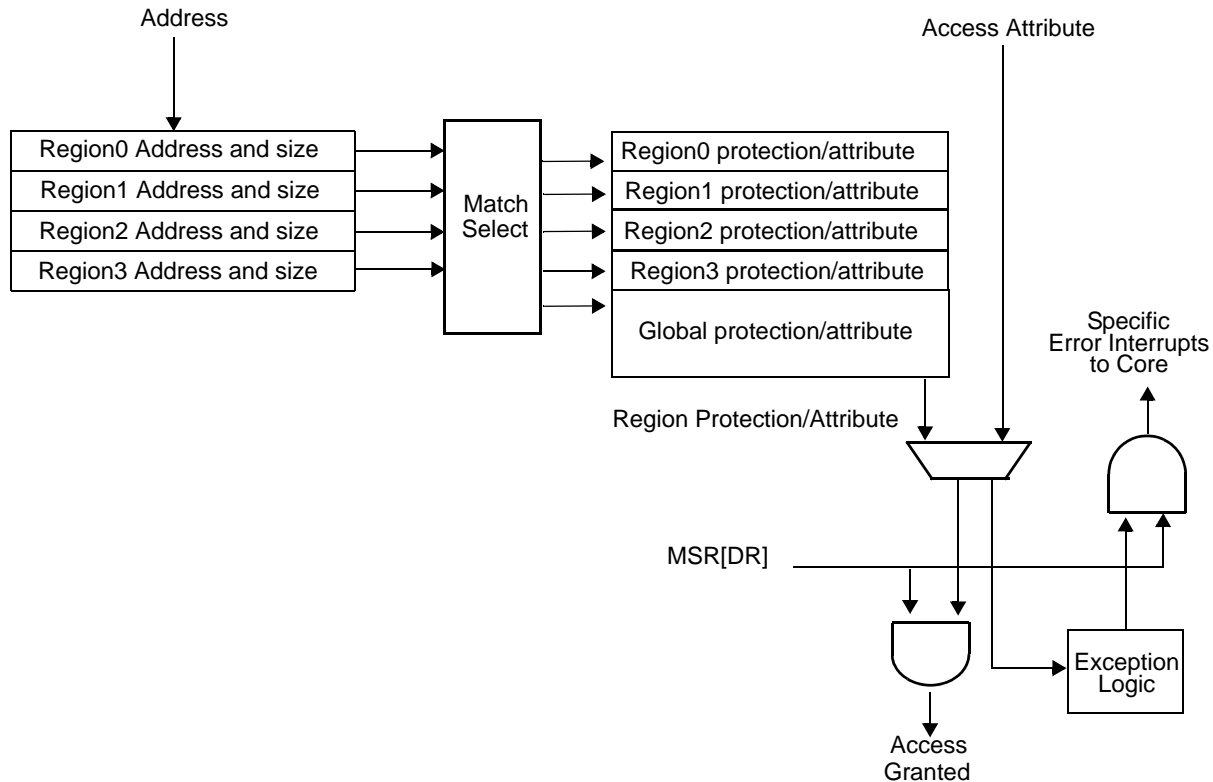 Address
Access Attribute
Region0 Address and size
Region1 Address and size
Region2 Address and size
Region3 Address and size
Match
Select
Region0 protection/attribute
Region1 protection/attribute
Region2 protection/attribute
Region3 protection/attribute
Global protection/attribute
Specific
Error Interrupts
to Core
Region Protection/Attribute
MSR[DR]
Exception
Logic
Access
Granted